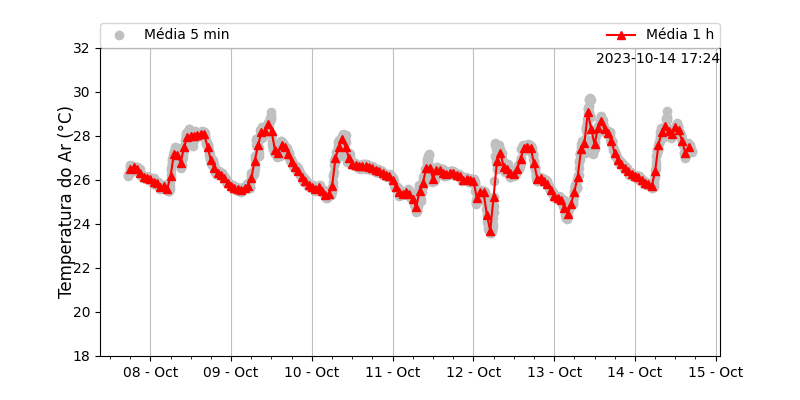 Média 5 min
Média 1 h
2023-10-14 17:24
Temperatura do Ar (°C)
32
30
28
26
24
22
20
18
08 - Oct
09 - Oct
10 - Oct
11 - Oct
12 - Oct
13 - Oct
14 - Oct
15 - Oct